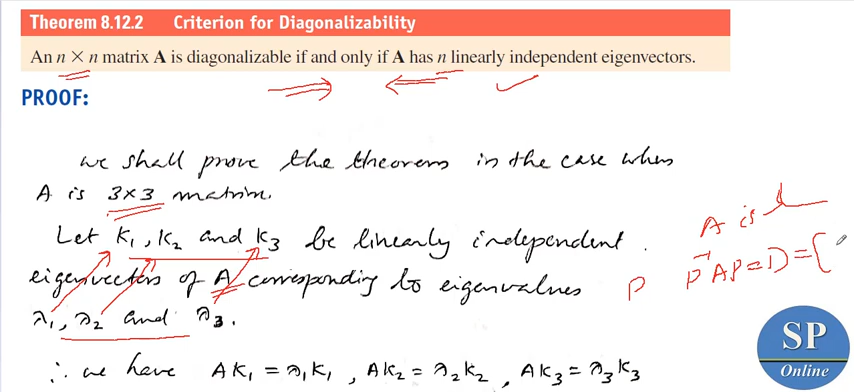 Theorem 8.12.2 Criterion for Diagonalizability
An n × n matrix A is diagonalizable if and only if A has n linearly independent eigenvectors.
PROOF:
we shall prove the theorem in the case when
A is 3×3 matrix.
Let K₁, K₂ and K₃ be linearly independent.
eigenvectors of A corresponding to eigenvalues
λ₁, λ₂ and λ₃.
∴ we have AK₁ = λ₁K₁, AK₂ = λ₂K₂, AK₃ = λ₃K₃
A is
P P⁻¹AP = D = [
SP
Online